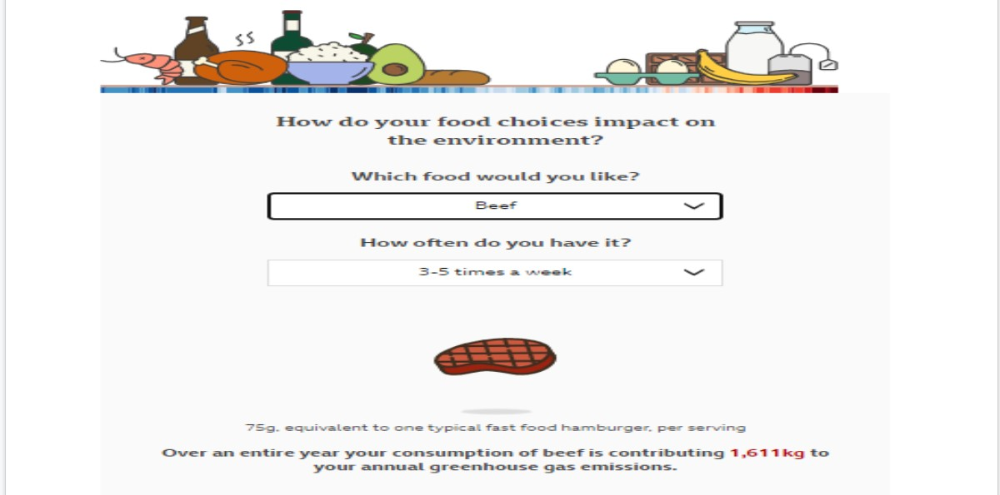 How do your food choices impact on
the environment?
Which food would you like?
Beef
How often do you have it?
3-5 times a week
75g, equivalent to one typical fast food hamburger, per serving
Over an entire year your consumption of beef is contributing 1,611kg to
your annual greenhouse gas emissions.